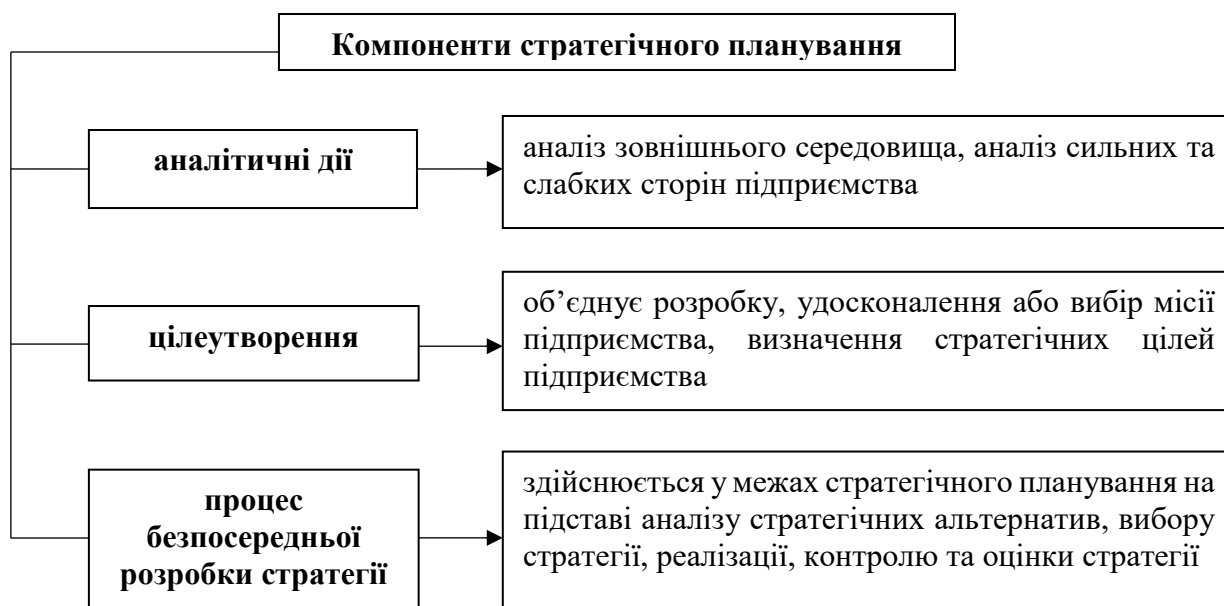 Компоненти стратегічного планування
аналітичні дії
аналіз зовнішнього середовища, аналіз сильних та
слабких сторін підприємства
цілеутворення
об’єднує розробку, удосконалення або вибір місії
підприємства, визначення стратегічних цілей
підприємства
процес
безпосередньої
розробки стратегії
здійснюється у межах стратегічного планування на
підставі аналізу стратегічних альтернатив, вибору
стратегії, реалізації, контролю та оцінки стратегії